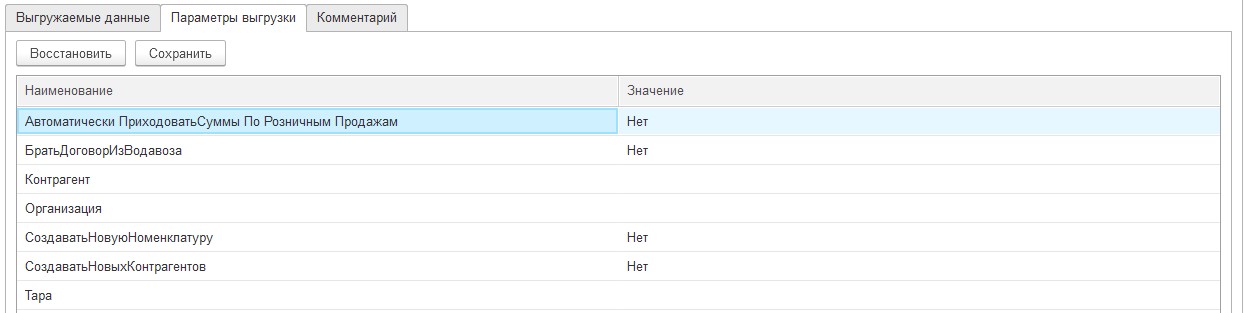 Выгружаемые данные Параметры выгрузки Комментарий
Восстановить Сохранить
Наименование Значение
Автоматически ПриходоватьСуммы По Розничным Продажам Нет
БратьДоговорИзВодавоза Нет
Контрагент
Организация
СоздаватьНовуюНоменклатуру Нет
СоздаватьНовыхКонтрагентов Нет
Тара